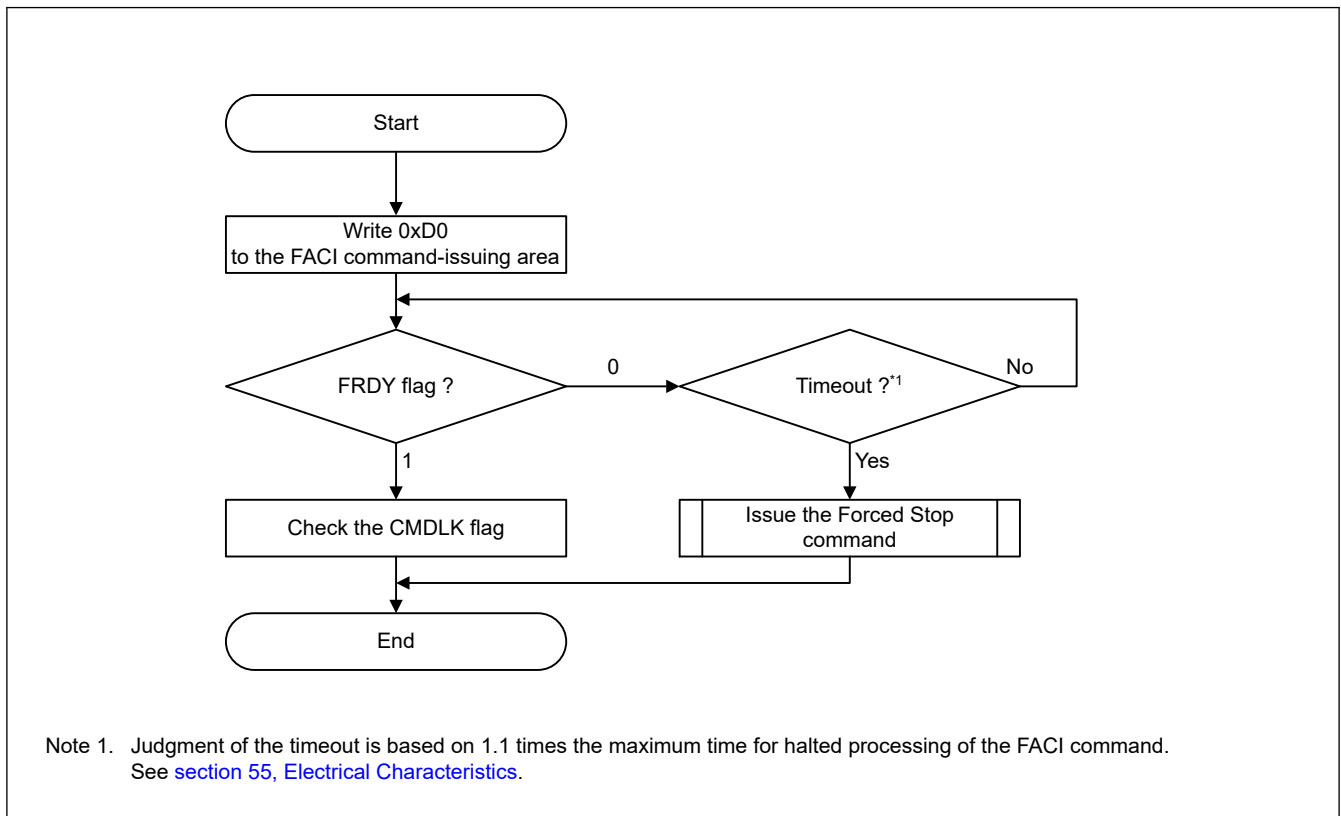 Start
Write 0xD0
to the FACI command-issuing area
FRDY flag ?
0
Timeout ?*1
No
1
Yes
Check the CMDLK flag
Issue the Forced Stop
command
End
Note 1. Judgment of the timeout is based on 1.1 times the maximum time for halted processing of the FACI command.
See section 55, Electrical Characteristics.